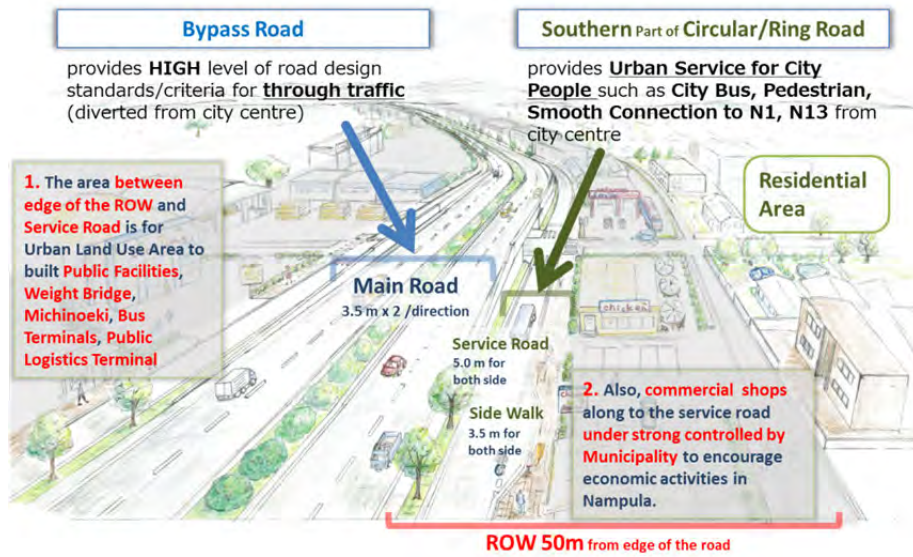 Bypass Road
provides HIGH level of road design
standards/criteria for through traffic
(diverted from city centre)
Southern Part of Circular/Ring Road
provides Urban Service for City
People such as City Bus, Pedestrian,
Smooth Connection to N1, N13 from
city centre
1. The area between
edge of the ROW and
Service Road is for
Urban Land Use Area to
built Public Facilities,
Weight Bridge,
Michinoeki, Bus
Terminals, Public
Logistics Terminal
Residential
Area
Main Road
3.5 m x 2 /direction
chicken
Service Road
5.0 m for
both side
Side Walk
3.5 m for
both side
2. Also, commercial shops
along to the service road
under strong controlled by
Municipality to encourage
economic activities in
Nampula.
ROW 50m from edge of the road